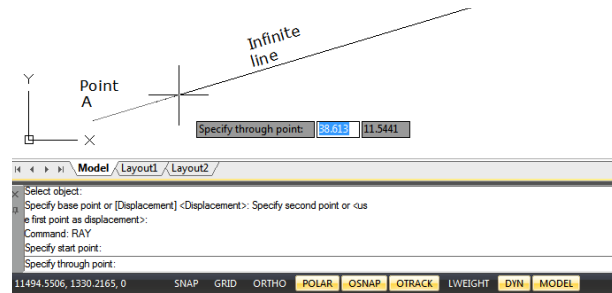 Infinite
line
Point
A
Y
X
Specify through point: 38.613 11.5441
Model Layout1 Layout2
Select object:
Specify base point or [Displacement] <Displacement>: Specify second point or <us
e first point as displacement>:
Command: RAY
Specify start point:
Specify through point:
11494.5506, 1330.2165, 0 SNAP GRID ORTHO POLAR OSNAP OTRACK LWEIGHT DYN MODEL